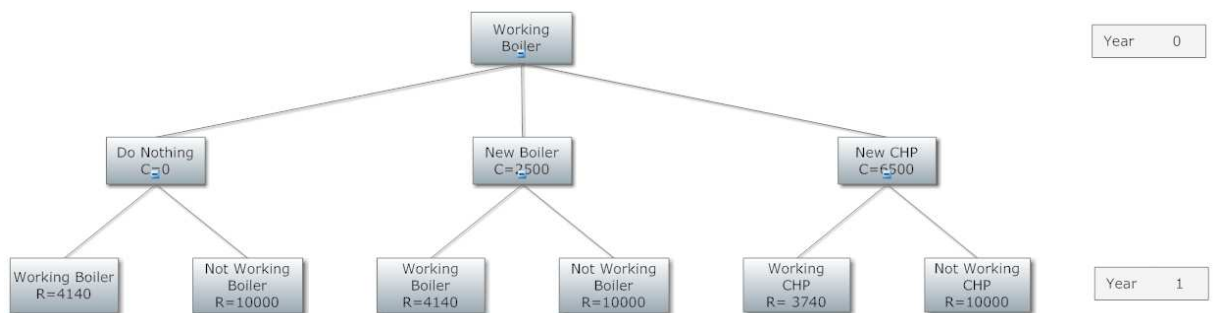 Working
Boiler
Year 0
Do Nothing
C=0
New Boiler
C=2500
New CHP
C=6500
Working Boiler
R=4140
Not Working
Boiler
R=10000
Working
Boiler
R=4140
Not Working
Boiler
R=10000
Working
CHP
R= 3740
Not Working
CHP
R=10000
Year 1